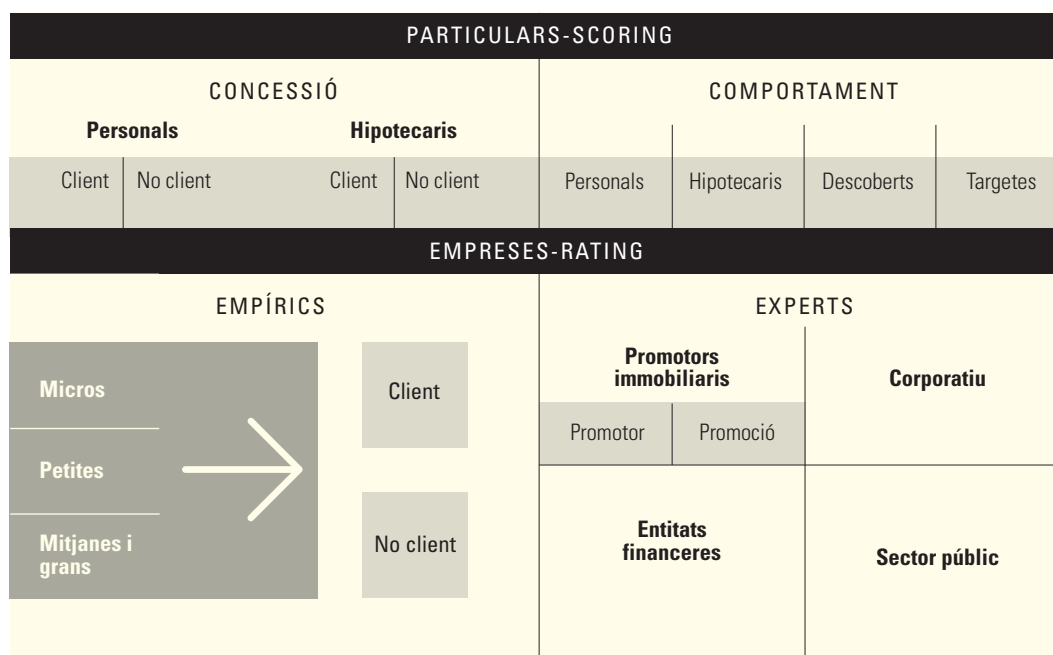 PARTICULARS-SCORING
CONCESSIÓ
COMPORTAMENT
Personals
Hipotecaris
Client
No client
Client
No client
Personals
Hipotecaris
Descoberts
Targetes
EMPRESES-RATING
EMPÍRICS
EXPERTS
Micros
Petites
Mitjanes i
grans
Client
No client
Promotors
immobiliaris
Promotor
Promoció
Corporatiu
Entitats
financeres
Sector públic